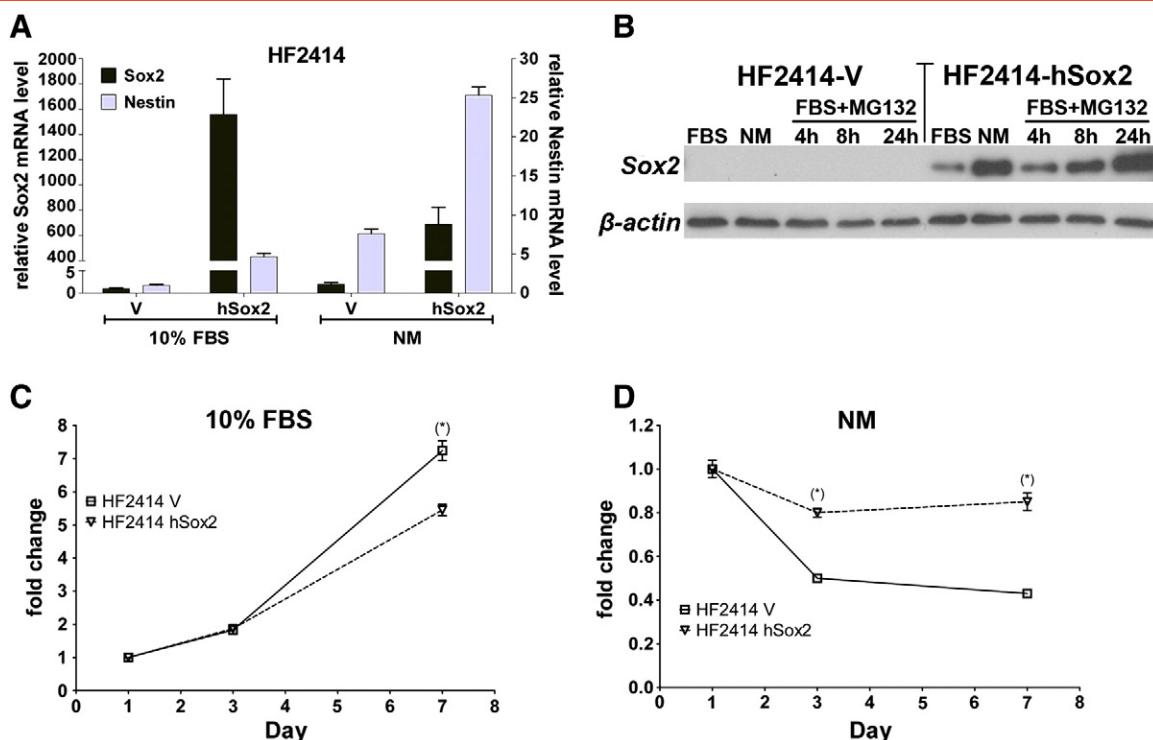 A
HF2414
relative Sox2 mRNA level
2000
1800
1600
1400
1200
1000
800
600
400
5
0
Sox2
Nestin
30
25
20
15
10
5
0
relative Nestin mRNA level
V hSox2 V hSox2
10% FBS NM
B
HF2414-V HF2414-hSox2
FBS+MG132 FBS+MG132
FBS NM 4h 8h 24h FBS NM 4h 8h 24h
Sox2
β-actin
C
10% FBS
fold change
8
7
6
5
4
3
2
1
0
(*)
HF2414 V
HF2414 hSox2
0 1 2 3 4 5 6 7 8
Day
D
NM
fold change
1.2
1.0
0.8
0.6
0.4
0.2
0.0
(*) (*)
HF2414 V
HF2414 hSox2
0 1 2 3 4 5 6 7 8
Day